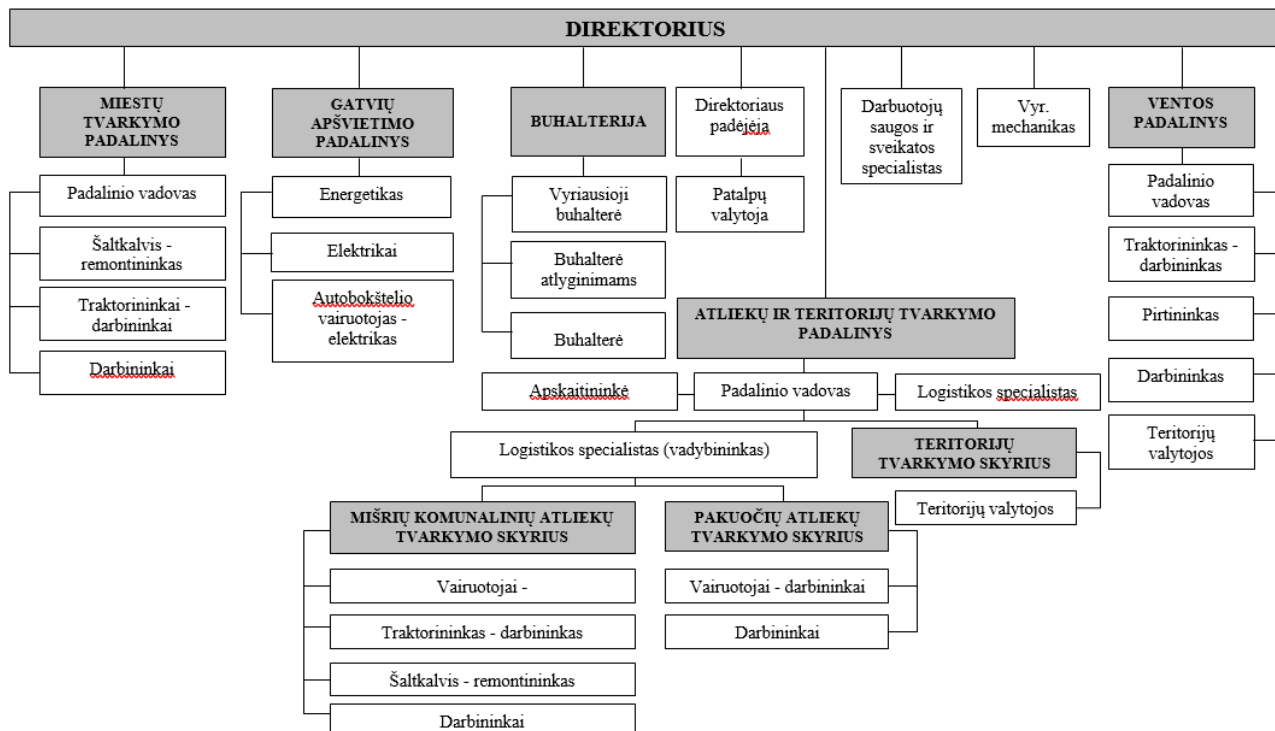 DIREKTORIUS
MIESTŲ
TVARKYMO
PADALINYS
Padalinio vadovas
Šaltkalvis -
remontininkas
Traktorininkai -
darbininkai
Darbininkai
GATVIŲ
APŠVIETIMO
PADALINYS
Energetikas
Elektrikai
Autobokštelio
vairuotojas -
elektrikas
BUHALTERIJA
Vyriausioji
buhalterė
Buhalterė
atlyginimams
Buhalterė
Direktoriaus
padėjėja
Patalpų
valytoja
Darbuotojų
saugos ir
sveikatos
specialistas
Vyr.
mechanikas
VENTOS
PADALINYS
Padalinio
vadovas
Traktorininkas -
darbininkas
Pirtininkas
Darbininkas
Teritorijų
valytojos
ATLIEKŲ IR TERITORIJŲ TVARKYMO
PADALINYS
Apskaitininkė
Padalinio vadovas
Logistikos specialistas
Logistikos specialistas (vadybininkas)
TERITORIJŲ
TVARKYMO SKYRIUS
Teritorijų valytojos
MIŠRIŲ KOMUNALINIŲ ATLIEKŲ
TVARKYMO SKYRIUS
Vairuotojai -
Traktorininkas - darbininkas
Šaltkalvis - remontininkas
Darbininkai
PAKUOČIŲ ATLIEKŲ
TVARKYMO SKYRIUS
Vairuotojai - darbininkai
Darbininkai